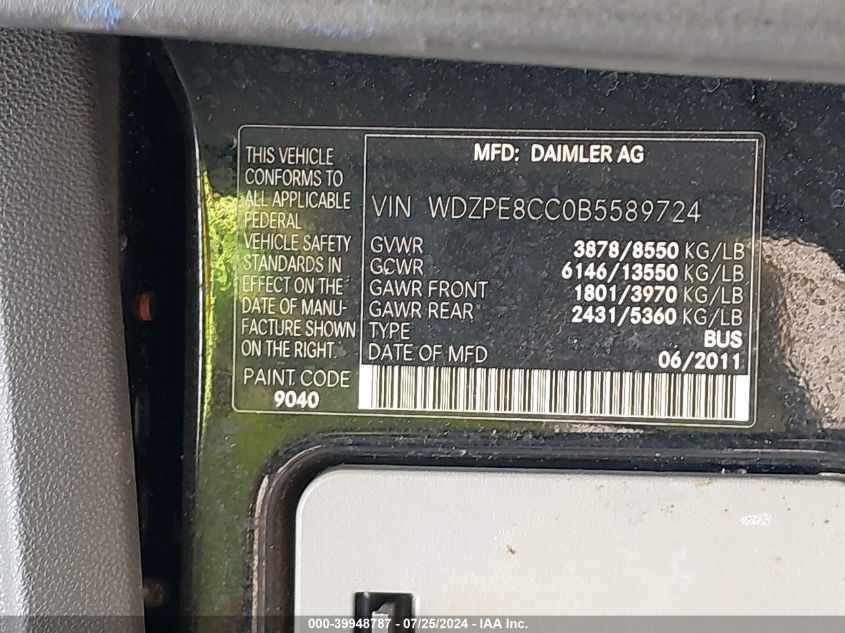 THIS VEHICLE
CONFORMS TO
ALL APPLICABLE
FEDERAL
VEHICLE SAFETY
STANDARDS IN
EFFECT ON THE
DATE OF MANU-
FACTURE SHOWN
ON THE RIGHT.
PAINT CODE
9040
MFD: DAIMLER AG
VIN WDZPE8CC0B5589724
GVWR 3878/8550 KG/LB
GCWR 6146/13550 KG/LB
GAWR FRONT 1801/3970 KG/LB
GAWR REAR 2431/5360 KG/LB
TYPE BUS
DATE OF MFD 06/2011
000-39948787 - 07/25/2024 - IAA Inc.